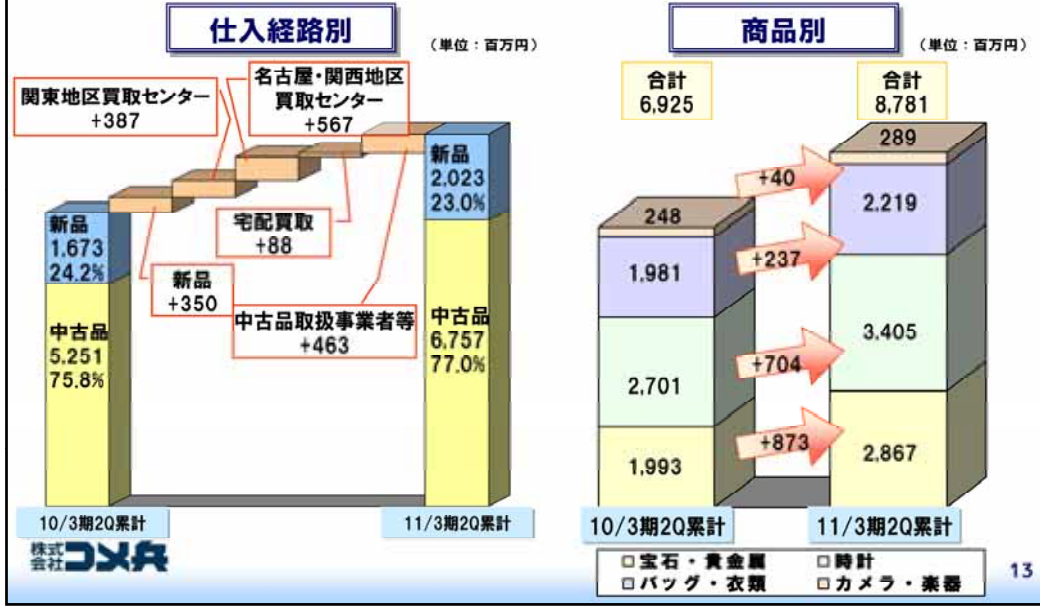 仕入経路別
（単位：百万円）
関東地区買取センター
+387
名古屋・関西地区
買取センター
+567
新品
1,673
24.2%
中古品
5,251
75.8%
新品
+350
宅配買取
+88
中古品取扱事業者等
+463
新品
2,023
23.0%
中古品
6,757
77.0%
10/3期2Q累計
11/3期2Q累計
商品別
（単位：百万円）
合計
6,925
合計
8,781
248
1,981
2,701
1,993
+40
+237
+704
+873
289
2,219
3,405
2,867
10/3期2Q累計
11/3期2Q累計
宝石・貴金属
時計
バッグ・衣類
カメラ・楽器
株式会社コメ兵
13